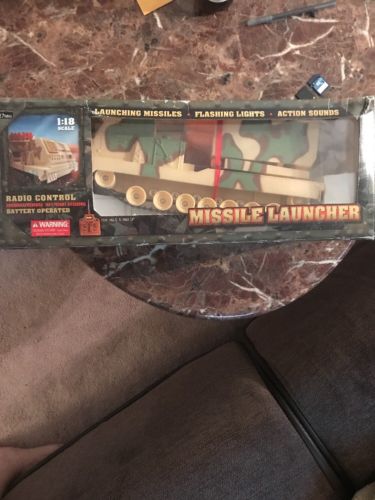 LAUNCHING MISSILES • FLASHING LIGHTS • ACTION SOUNDS
1:18
SCALE
RADIO CONTROL
BATTERY OPERATED
WARNING
MISSILE LAUNCHER